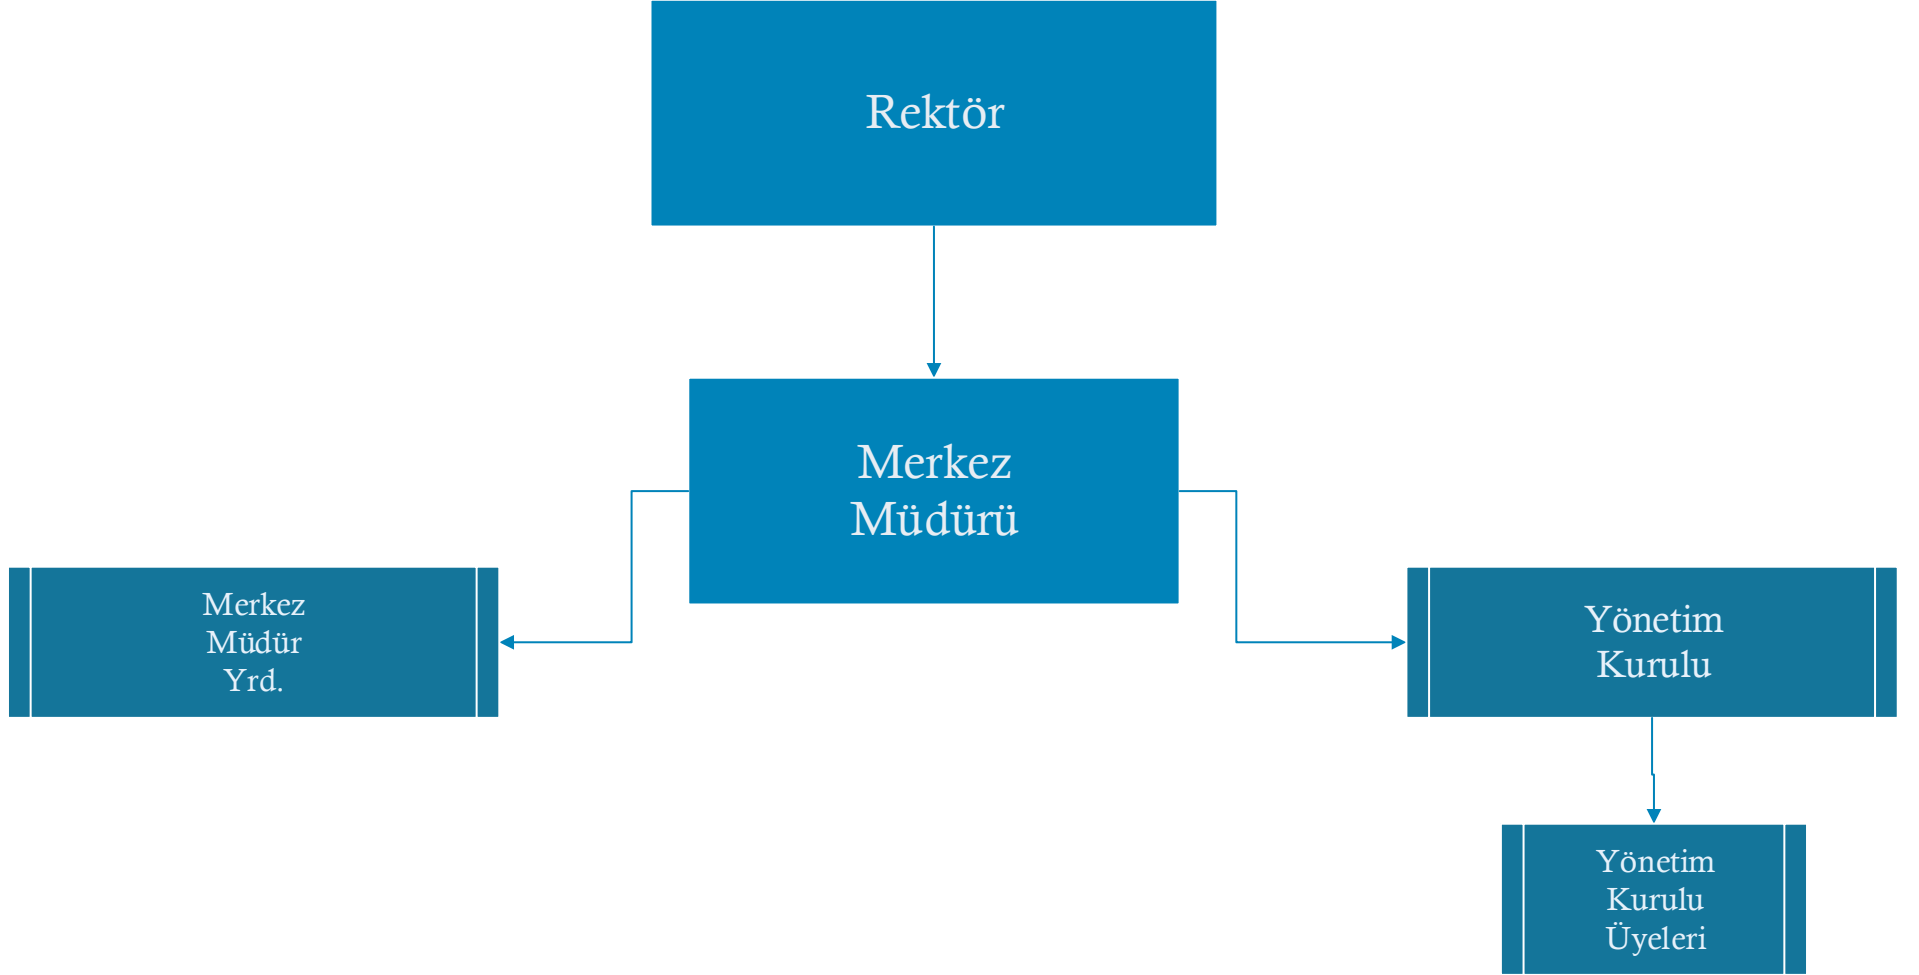 Rektör
Merkez
Müdürü
Merkez
Müdür
Yrd.
Yönetim
Kurulu
Yönetim
Kurulu
Üyeleri